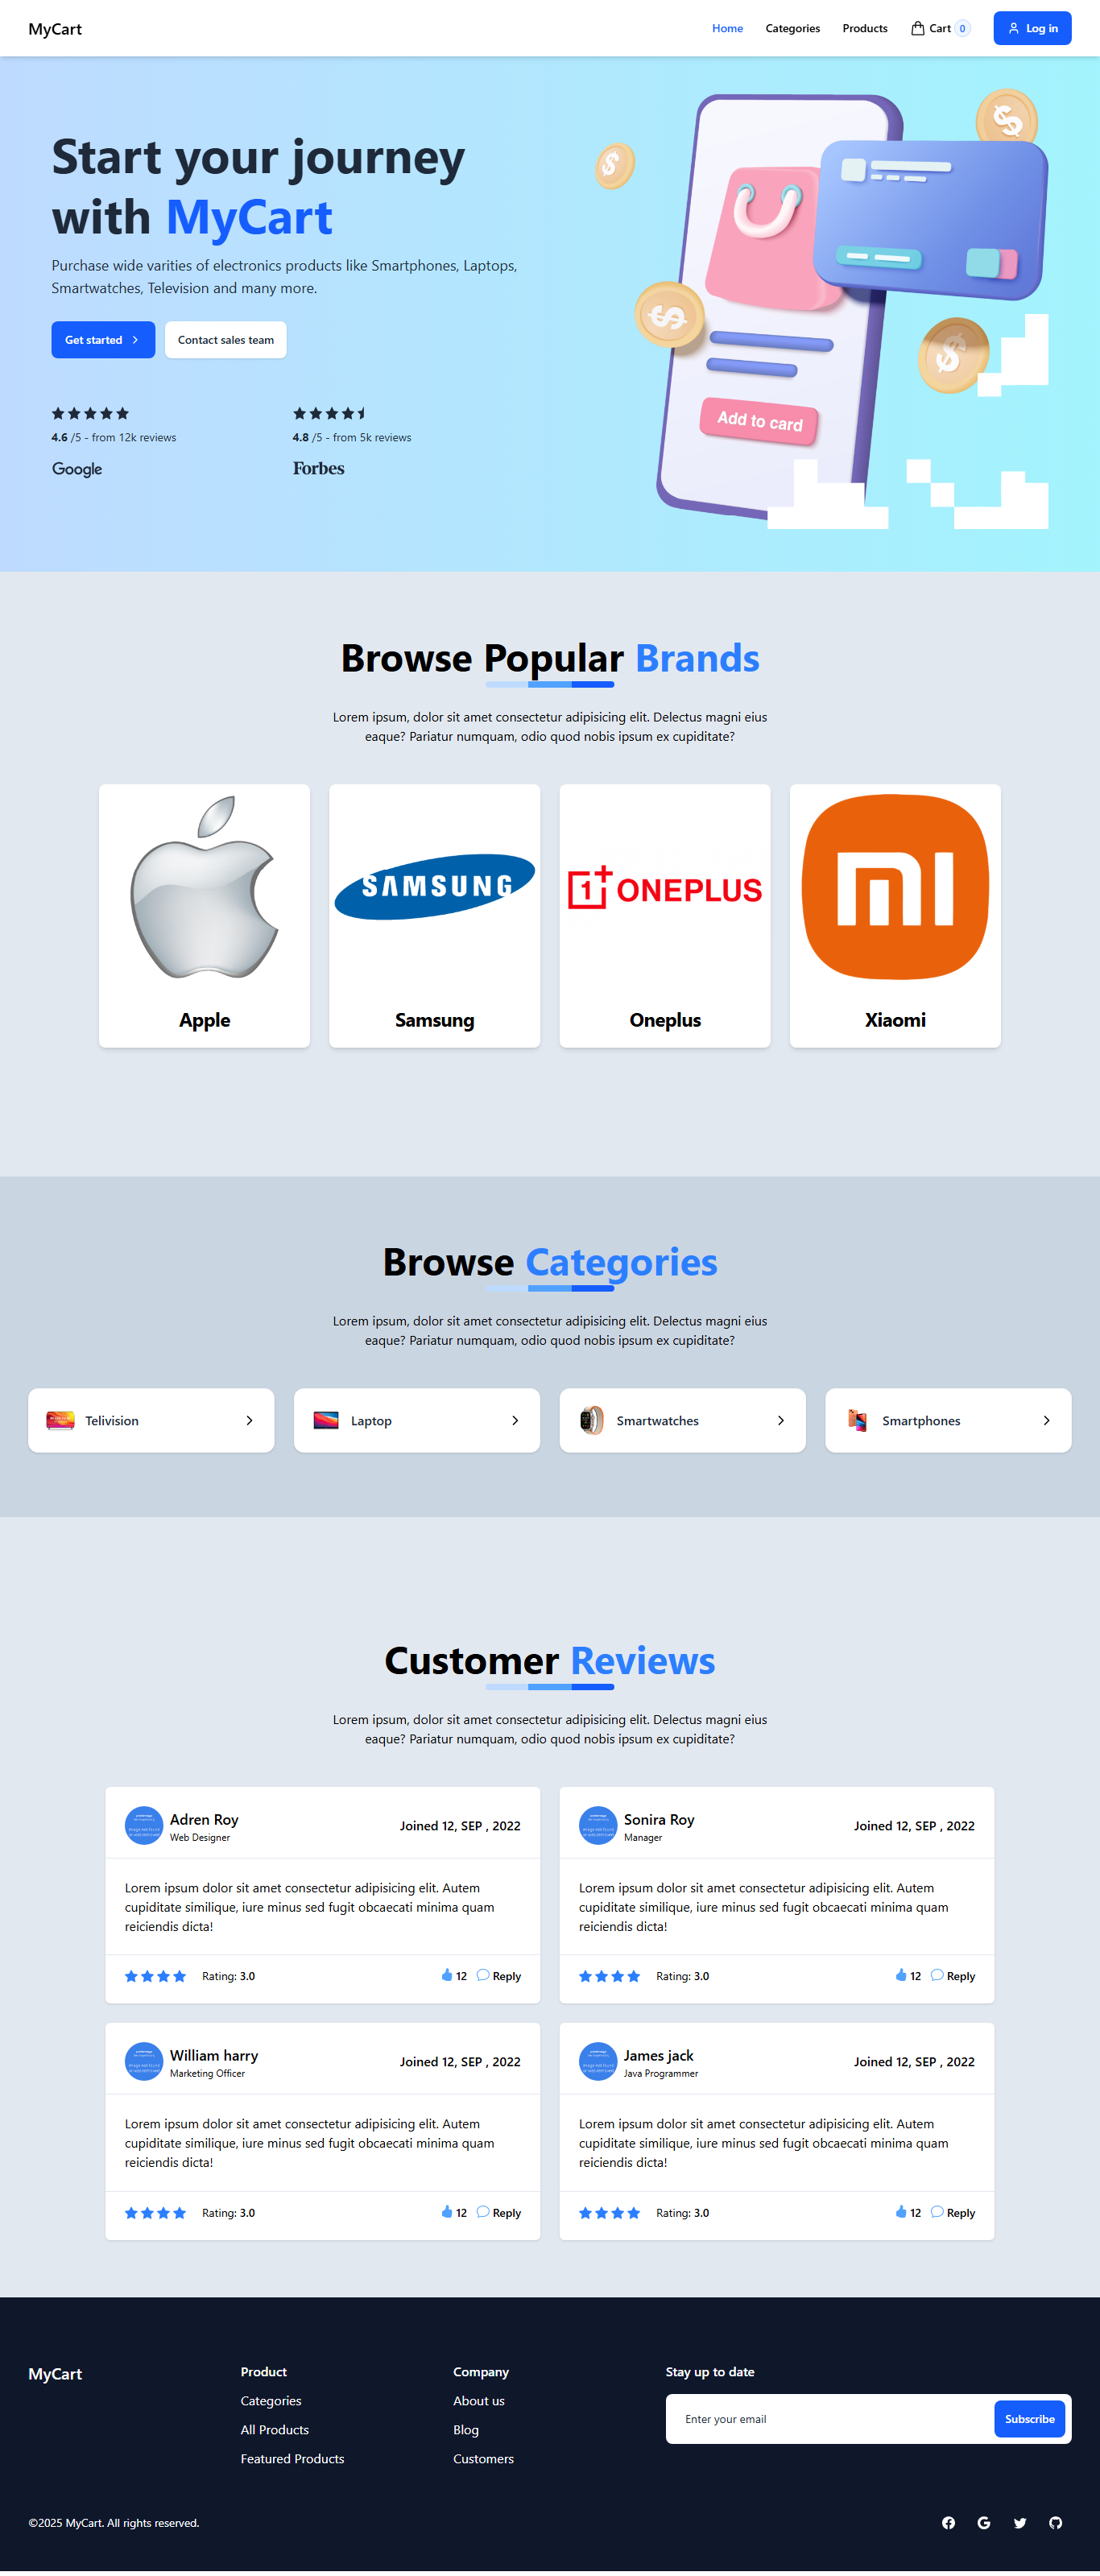 MyCart
Home
Categories
Products
Cart 0
Log in
Start your journey
with MyCart
Purchase wide varities of electronics products like Smartphones, Laptops,
Smartwatches, Television and many more.
Get started
Contact sales team
4.6 /5 - from 12k reviews
Google
4.8 /5 - from 5k reviews
Forbes
Add to card
Browse Popular Brands
Lorem ipsum, dolor sit amet consectetur adipisicing elit. Delectus magni eius
eaque? Pariatur numquam, odio quod nobis ipsum ex cupiditate?
SAMSUNG
1+ ONEPLUS
Apple
Samsung
Oneplus
Xiaomi
Browse Categories
Lorem ipsum, dolor sit amet consectetur adipisicing elit. Delectus magni eius
eaque? Pariatur numquam, odio quod nobis ipsum ex cupiditate?
Telivision
Laptop
Smartwatches
Smartphones
Customer Reviews
Lorem ipsum, dolor sit amet consectetur adipisicing elit. Delectus magni eius
eaque? Pariatur numquam, odio quod nobis ipsum ex cupiditate?
Adren Roy
Web Designer
Joined 12, SEP , 2022
Lorem ipsum dolor sit amet consectetur adipisicing elit. Autem
cupiditate similique, iure minus sed fugit obcaecati minima quam
reiciendis dicta!
Rating: 3.0
12
Reply
Sonira Roy
Manager
Joined 12, SEP , 2022
Lorem ipsum dolor sit amet consectetur adipisicing elit. Autem
cupiditate similique, iure minus sed fugit obcaecati minima quam
reiciendis dicta!
Rating: 3.0
12
Reply
William harry
Marketing Officer
Joined 12, SEP , 2022
Lorem ipsum dolor sit amet consectetur adipisicing elit. Autem
cupiditate similique, iure minus sed fugit obcaecati minima quam
reiciendis dicta!
Rating: 3.0
12
Reply
James jack
Java Programmer
Joined 12, SEP , 2022
Lorem ipsum dolor sit amet consectetur adipisicing elit. Autem
cupiditate similique, iure minus sed fugit obcaecati minima quam
reiciendis dicta!
Rating: 3.0
12
Reply
MyCart
Product
Categories
All Products
Featured Products
Company
About us
Blog
Customers
Stay up to date
Enter your email
Subscribe
©2025 MyCart. All rights reserved.